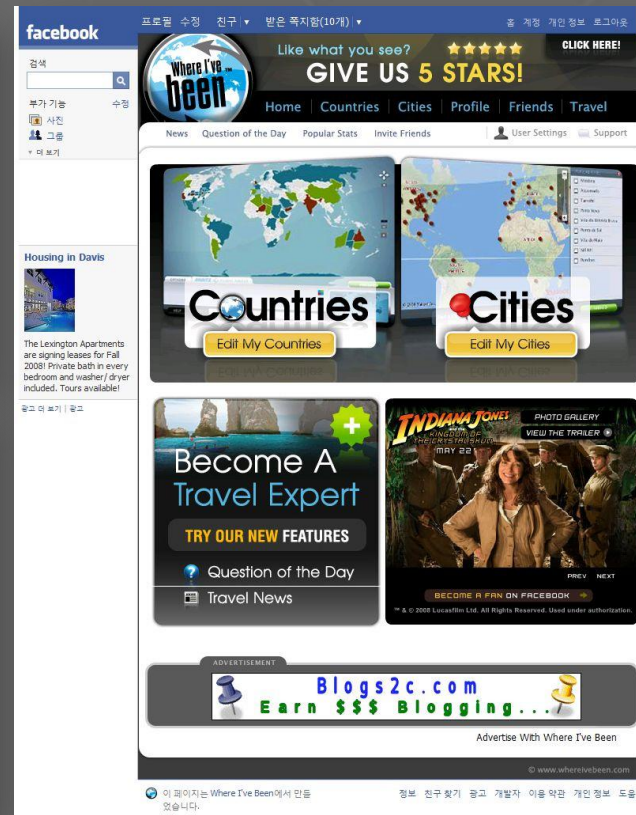 facebook
프로필 수정 친구 | ▾ 받은 쪽지함(10개) | ▾
홈 계정 개인 정보 로그아웃
검색
부가 기능 수정
사진
그룹
▾ 더 보기
Where I've been ™
Like what you see?
GIVE US 5 STARS!
CLICK HERE!
Home | Countries | Cities | Profile | Friends | Travel
News Question of the Day Popular Stats Invite Friends
User Settings Support
Countries
Edit My Countries
Cities
Edit My Cities
Housing in Davis
The Lexington Apartments
are signing leases for Fall
2008! Private bath in every
bedroom and washer/ dryer
included. Tours available!
광고 더 보기 | 광고
Become A
Travel Expert
TRY OUR NEW FEATURES
Question of the Day
Travel News
INDIANA JONES
and the
KINGDOM OF
THE CRYSTAL SKULL
MAY 22
PHOTO GALLERY
VIEW THE TRAILER
PREV NEXT
BECOME A FAN ON FACEBOOK
™ & © 2008 Lucasfilm Ltd. All Rights Reserved. Used under authorization.
ADVERTISEMENT
Blogs2c.com
Earn $$$ Blogging...
Advertise With Where I've Been
© www.whereivebeen.com
이 페이지는 Where I've Been에서 만들
었습니다.
정보 친구 찾기 광고 개발자 이용 약관 개인 정보